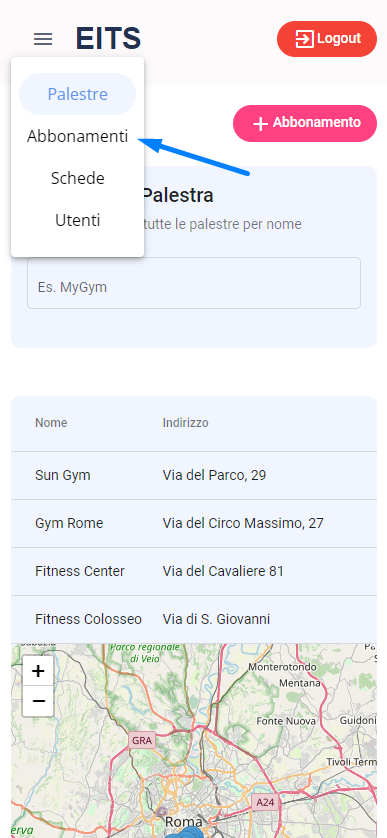 EITS
Logout
Palestre
Abbonamenti
Schede
Utenti
Abbonamento
Palestra
tutte le palestre per nome
Es. MyGym
Nome Indirizzo
Sun Gym Via del Parco, 29
Gym Rome Via del Circo Massimo, 27
Fitness Center Via del Cavaliere 81
Fitness Colosseo Via di S. Giovanni
+
−
Parco regionale
di Veio
Monterotondo
Mentana
Fonte Nuova
Guidoni
GRA
Tivoli Term
A24
Roma